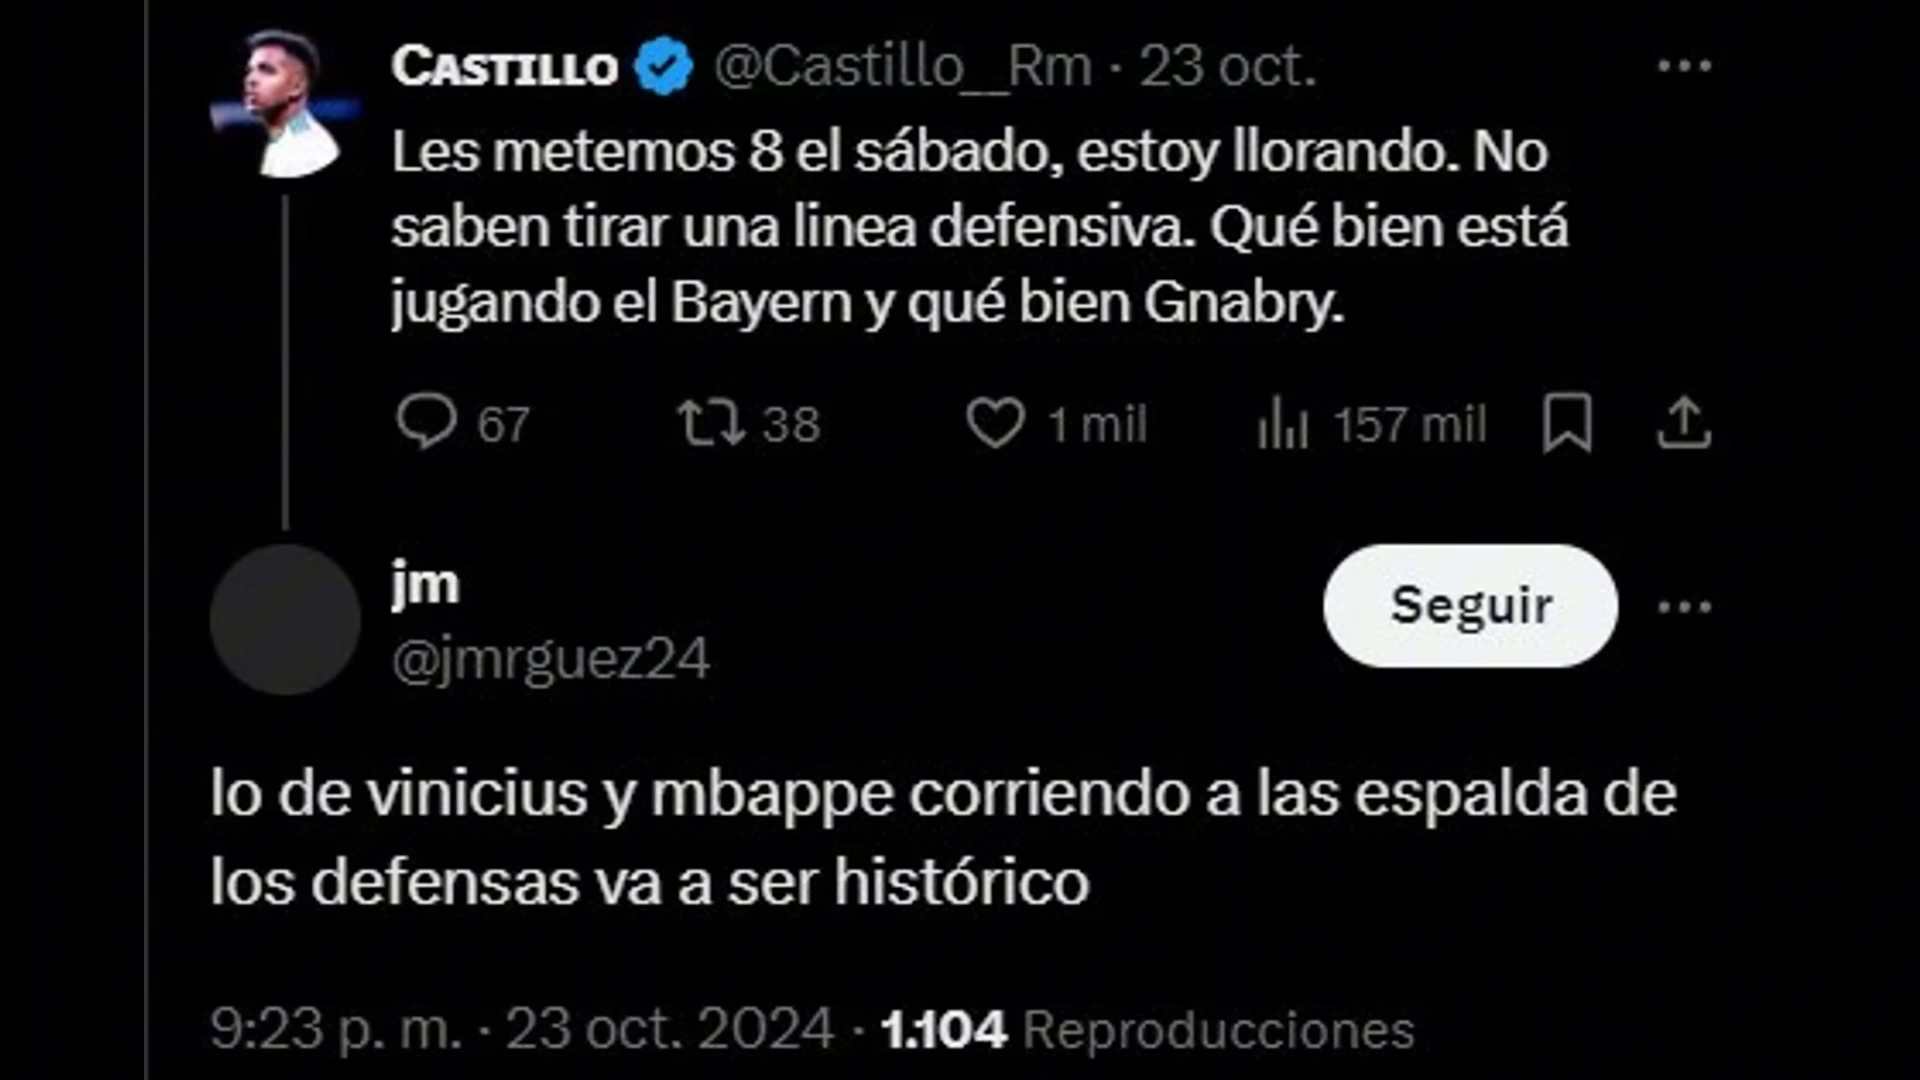 Castillo @Castillo__Rm · 23 oct.
Les metemos 8 el sábado, estoy llorando. No
saben tirar una linea defensiva. Qué bien está
jugando el Bayern y qué bien Gnabry.
67 38 1 mil 157 mil
jm
Seguir
@jmrguez24
lo de vinicius y mbappe corriendo a las espalda de
los defensas va a ser histórico
9:23 p. m. · 23 oct. 2024 · 1.104 Reproducciones